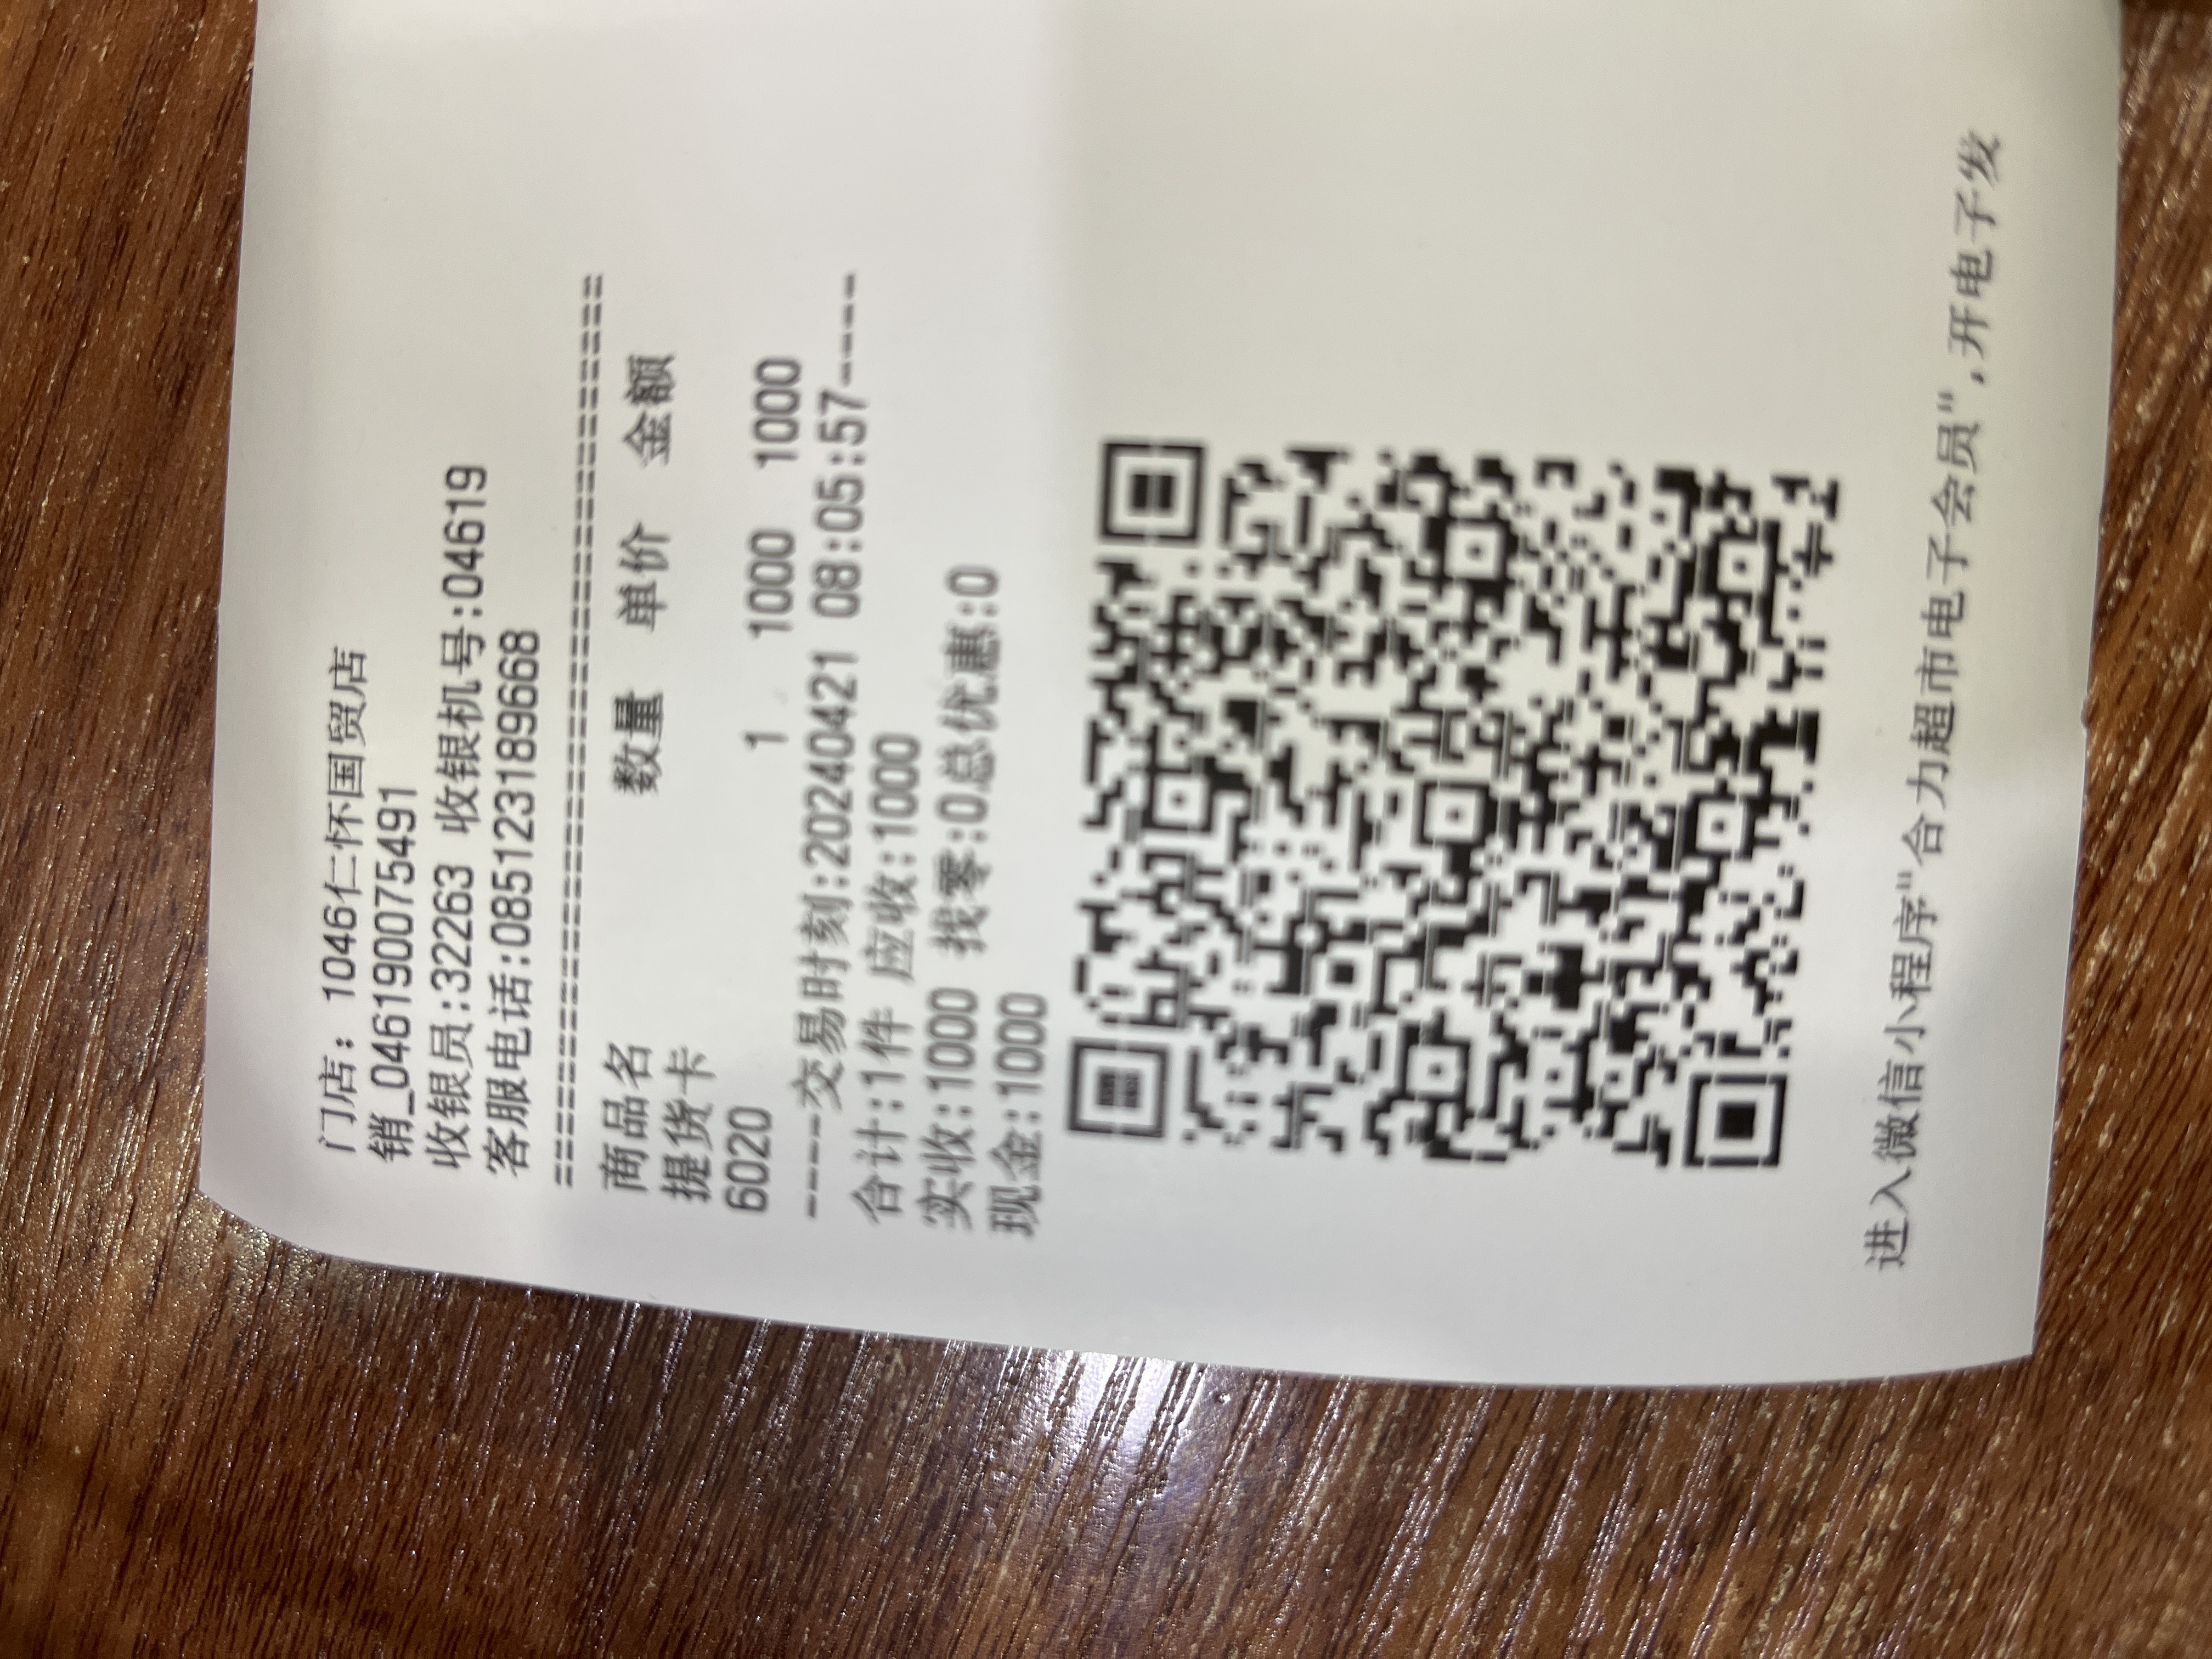 门店: 1046仁怀国贸店
销_0461900754​91
收银员:32263 收银机号:04619
客服电话:085123189668
================================
商品名 数量 单价 金额
提货卡
6020 1 1000 1000
----交易时刻:20240421 08:05:57----
合计:1件 应收:1000
实收:1000 找零:0总优惠:0
现金:1000
进入微信小程序"合力超市电子会员",开电子发